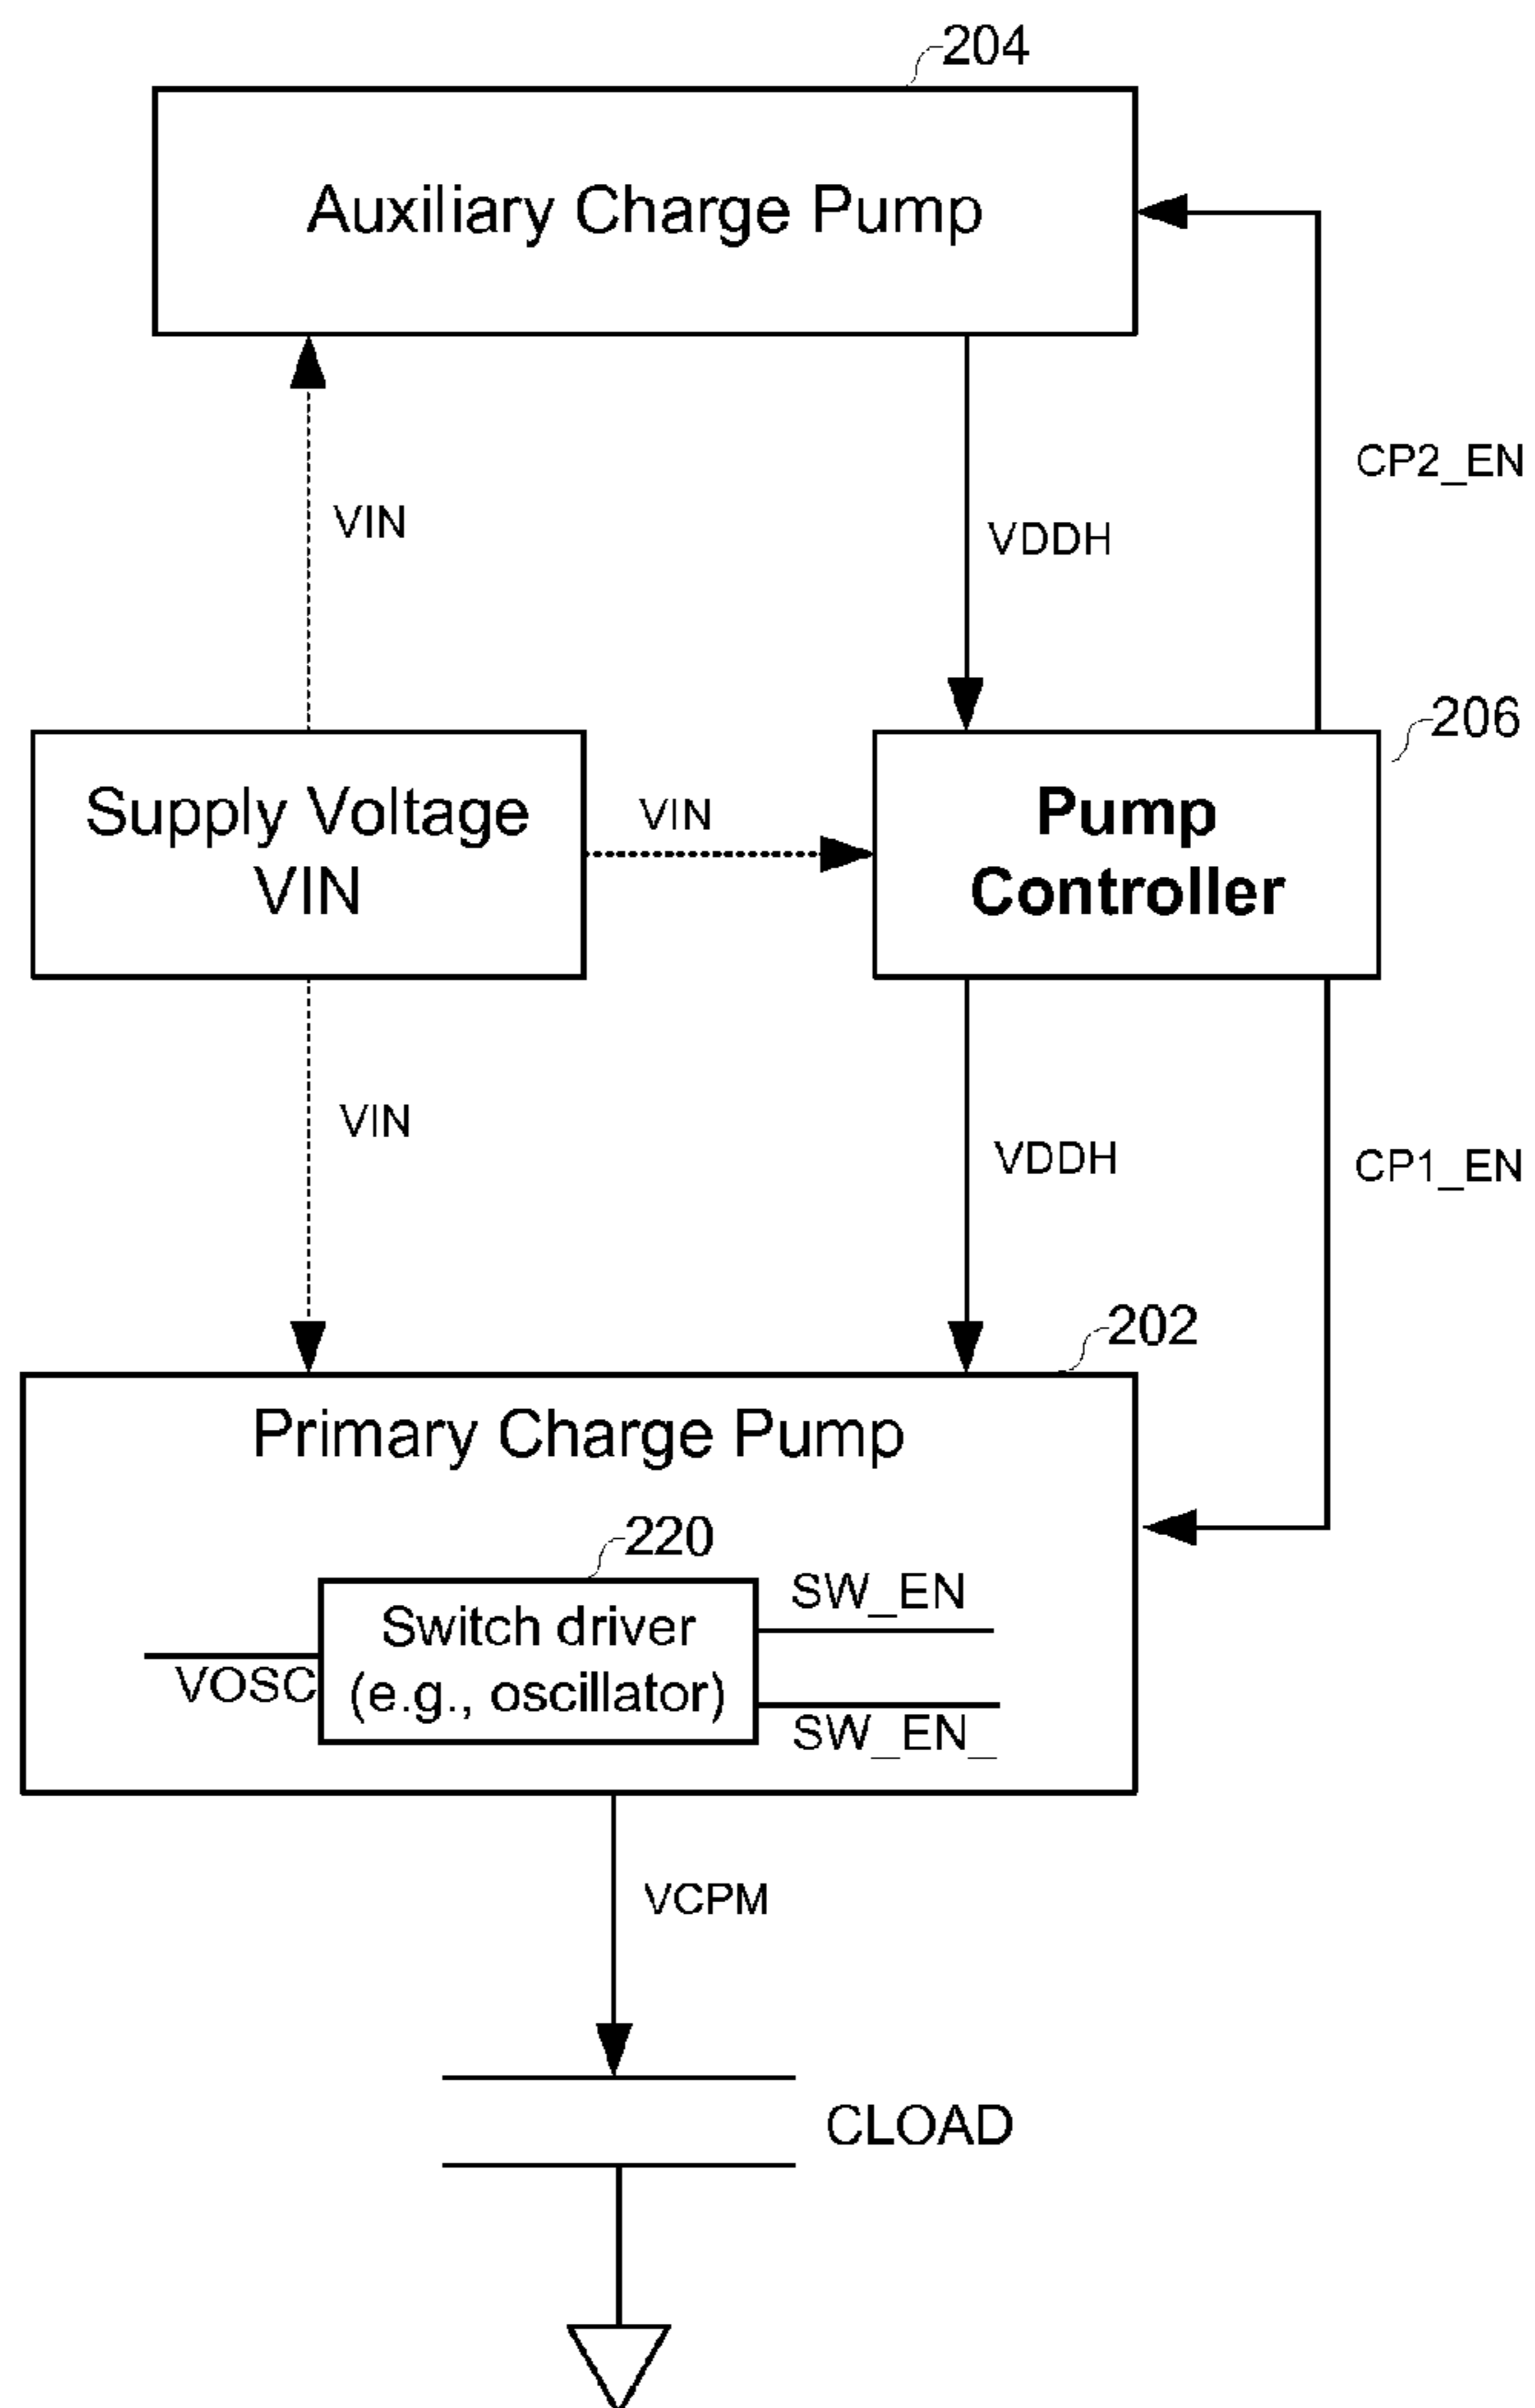 204
Auxiliary Charge Pump
CP2_EN
VIN
VDDH
206
Supply Voltage
VIN
VIN
Pump
Controller
VIN
VDDH
CP1_EN
202
Primary Charge Pump
220
Switch driver
(e.g., oscillator)
VOSC
SW_EN
SW_EN_
VCPM
CLOAD